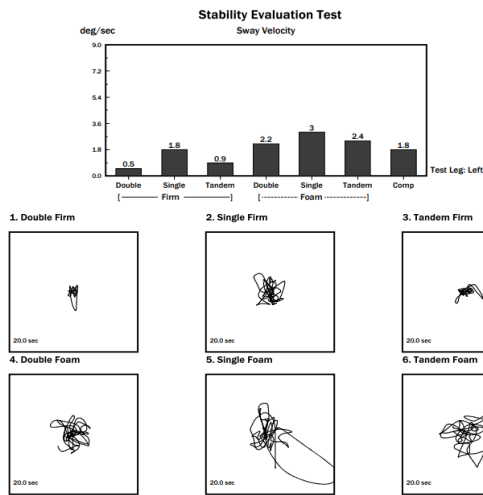 Stability Evaluation Test
deg/sec
Sway Velocity
9.0
7.2
5.4
3.6
1.8
0.0
0.5
1.8
0.9
2.2
3
2.4
1.8
Test Leg: Left
Double Single Tandem Double Single Tandem Comp
[ Firm ] [ Foam ]
1. Double Firm
2. Single Firm
3. Tandem Firm
20.0 sec
20.0 sec
20.0 sec
4. Double Foam
5. Single Foam
6. Tandem Foam
20.0 sec
20.0 sec
20.0 sec